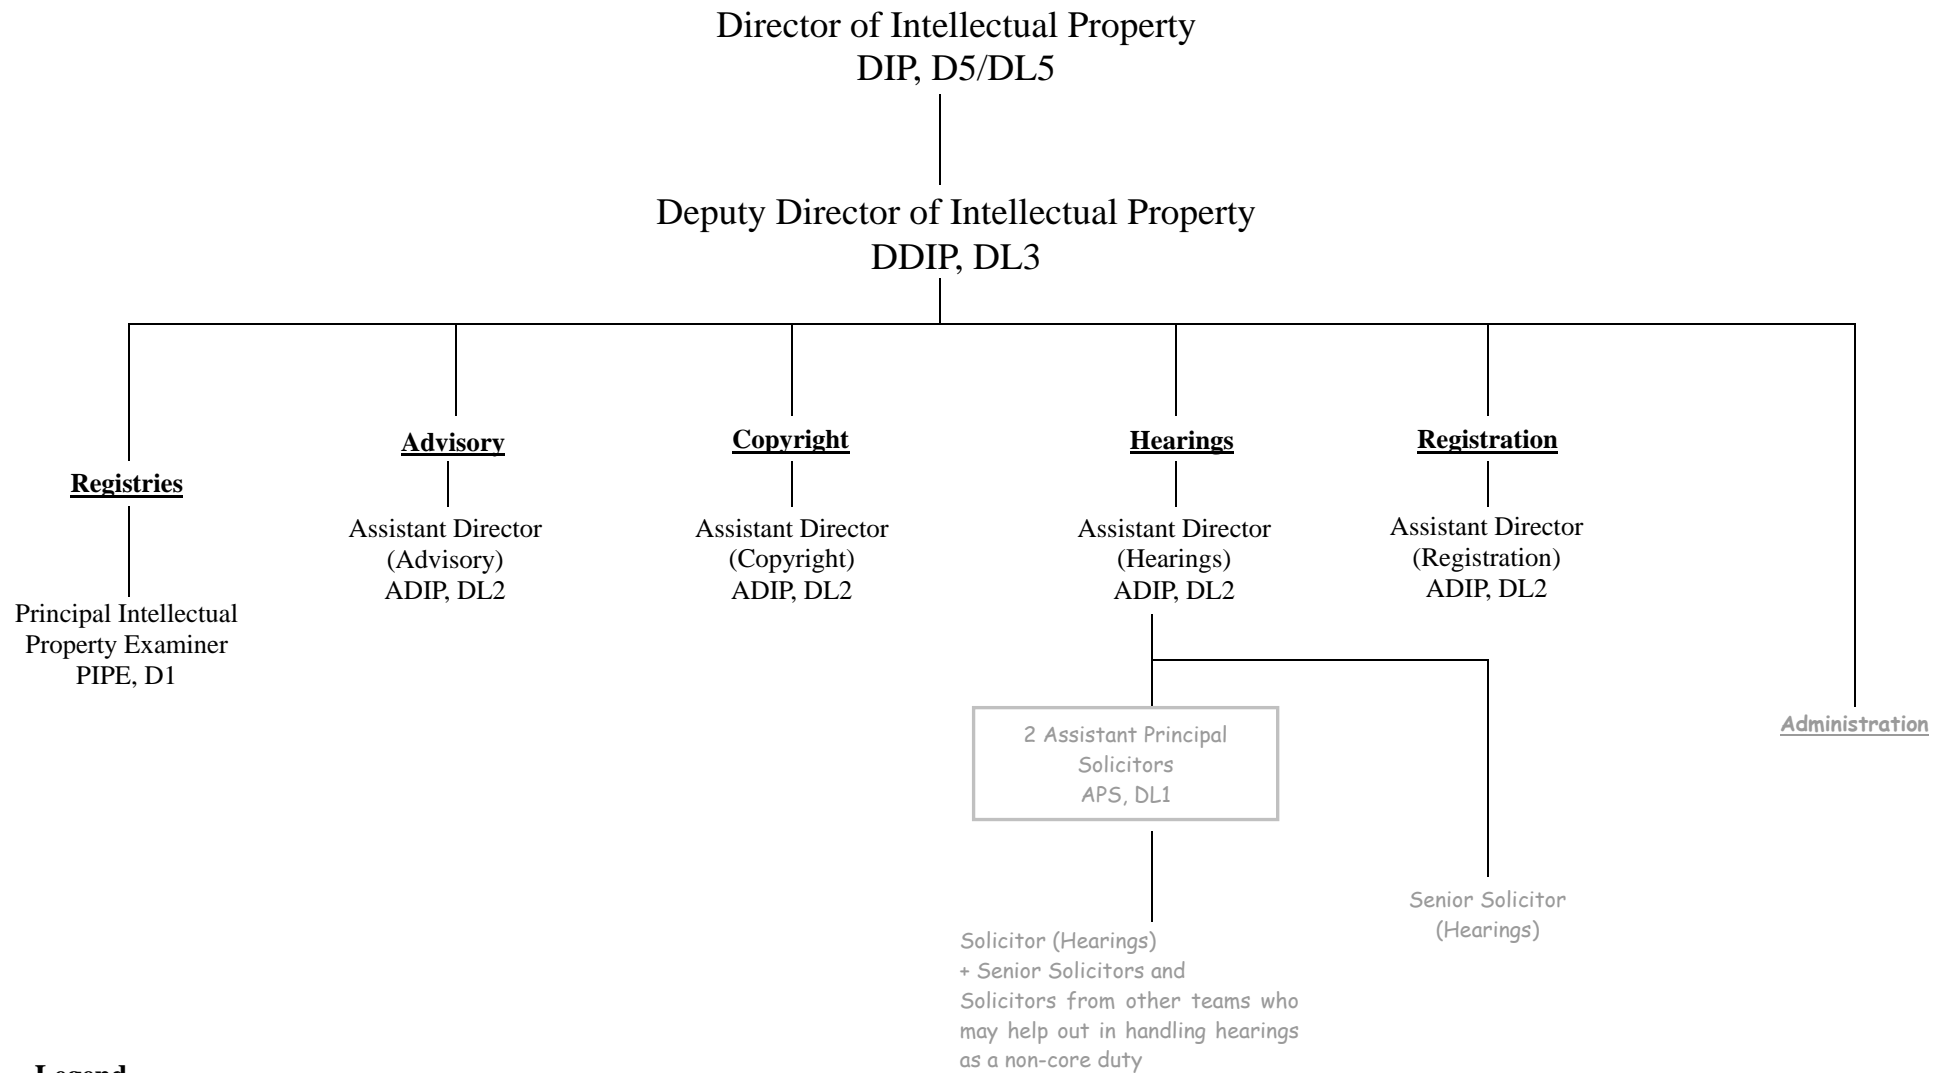 Director of Intellectual Property
DIP, D5/DL5
Deputy Director of Intellectual Property
DDIP, DL3
Registries
Principal Intellectual
Property Examiner
PIPE, D1
Advisory
Assistant Director
(Advisory)
ADIP, DL2
Copyright
Assistant Director
(Copyright)
ADIP, DL2
Hearings
Assistant Director
(Hearings)
ADIP, DL2
Registration
Assistant Director
(Registration)
ADIP, DL2
Administration
2 Assistant Principal
Solicitors
APS, DL1
Senior Solicitor
(Hearings)
Solicitor (Hearings)
+ Senior Solicitors and
Solicitors from other teams who
may help out in handling hearings
as a non-core duty
Legend